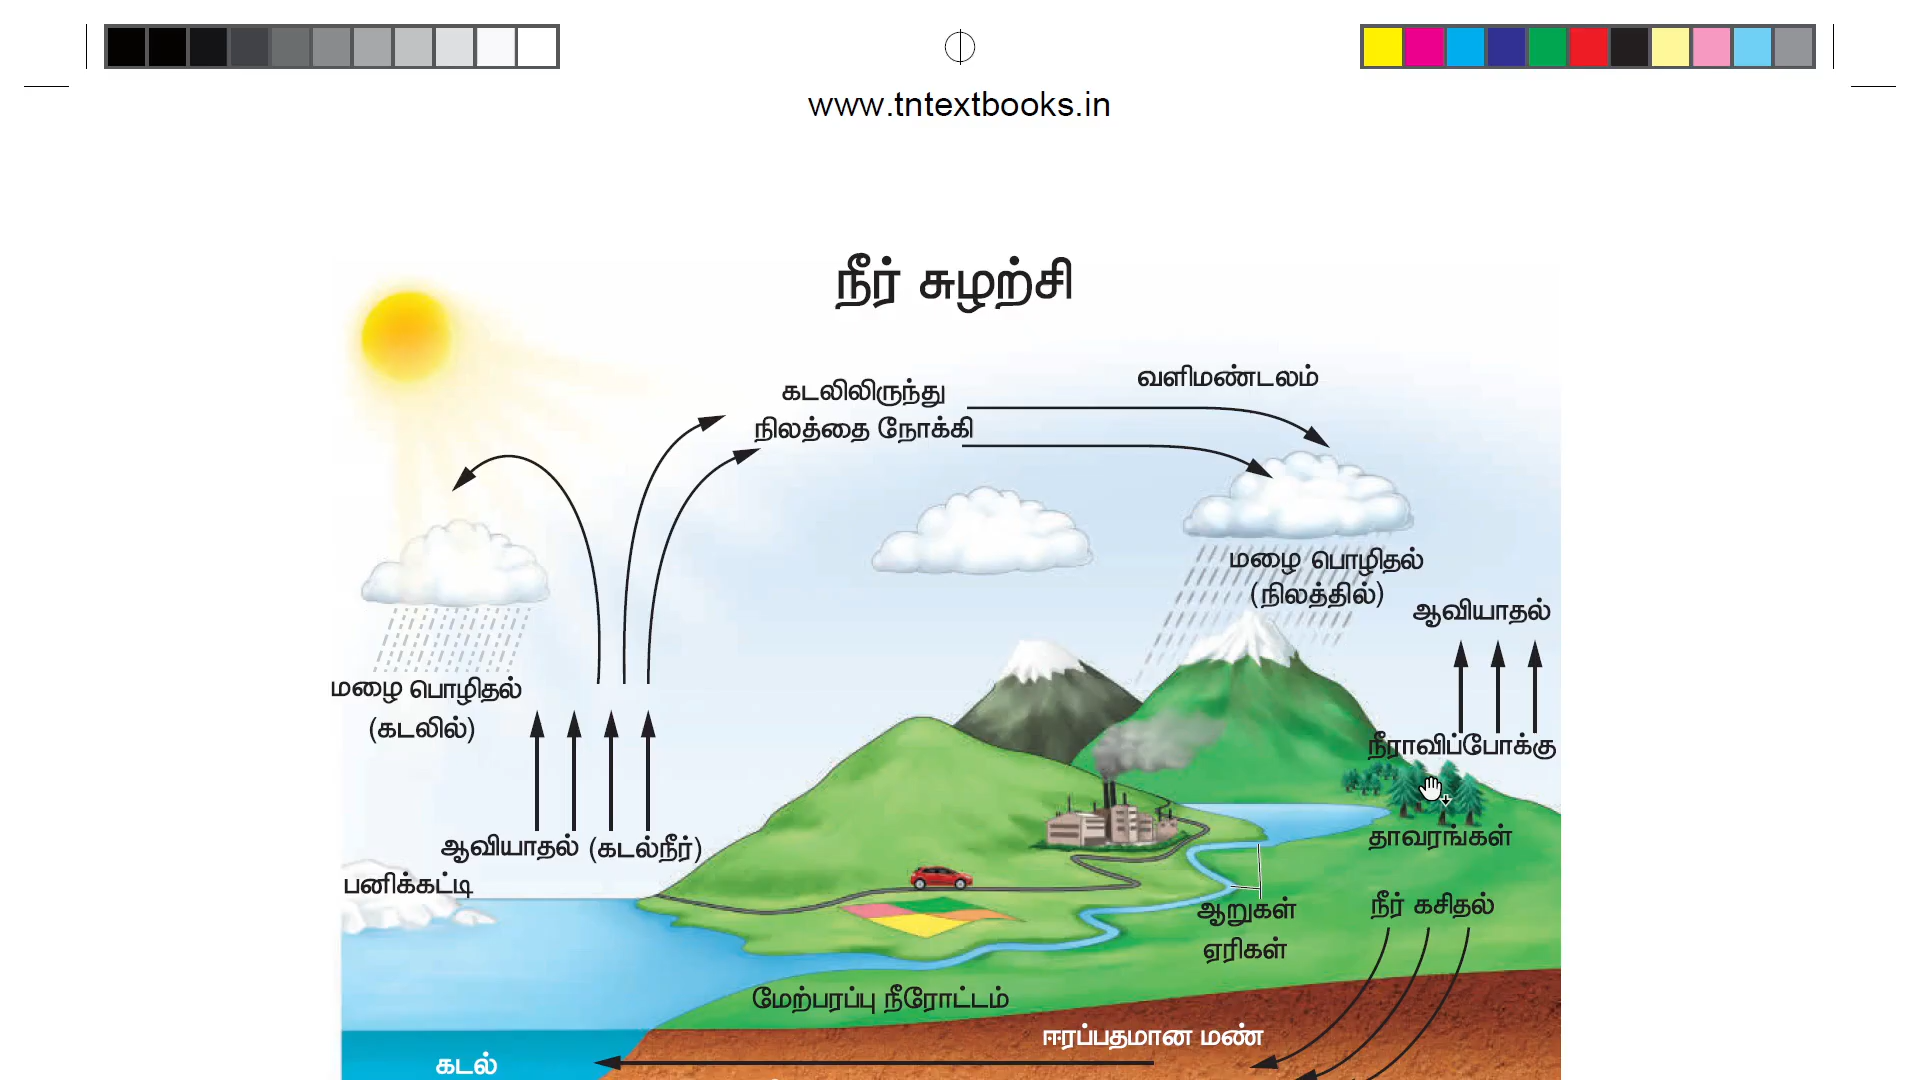 www.tntextbooks.in
நீர் சுழற்சி
கடலிலிருந்து
நிலத்தை நோக்கி
வளிமண்டலம்
மழை பொழிதல்
(நிலத்தில்)
ஆவியாதல்
மழை பொழிதல்
(கடலில்)
நீராவிப்போக்கு
தாவரங்கள்
ஆவியாதல் (கடல்நீர்)
பனிக்கட்டி
ஆறுகள்
ஏரிகள்
நீர் கசிதல்
மேற்பரப்பு நீரோட்டம்
ஈரப்பதமான மண்
கடல்